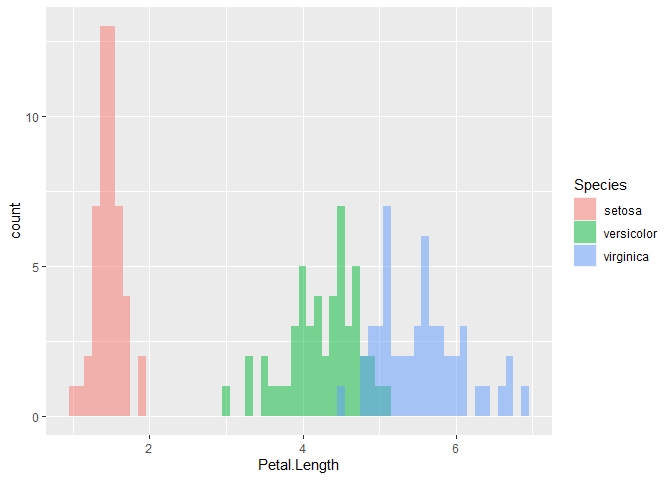 10
5
0
count
2
4
6
Petal.Length
Species
setosa
versicolor
virginica